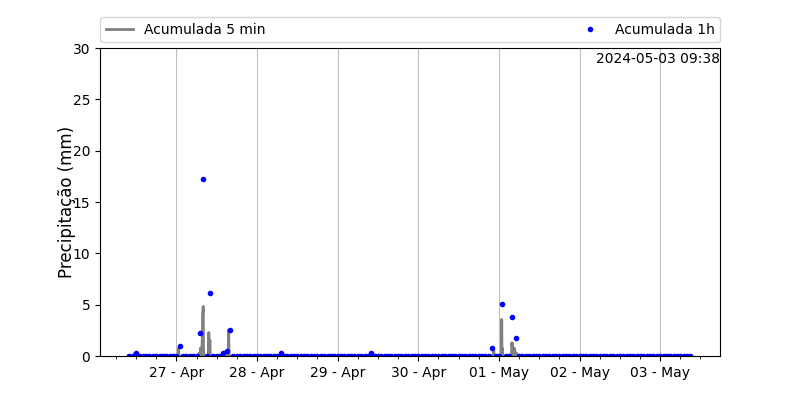 Acumulada 5 min
Acumulada 1h
2024-05-03 09:38
Precipitação (mm)
30
25
20
15
10
5
0
27 - Apr
28 - Apr
29 - Apr
30 - Apr
01 - May
02 - May
03 - May